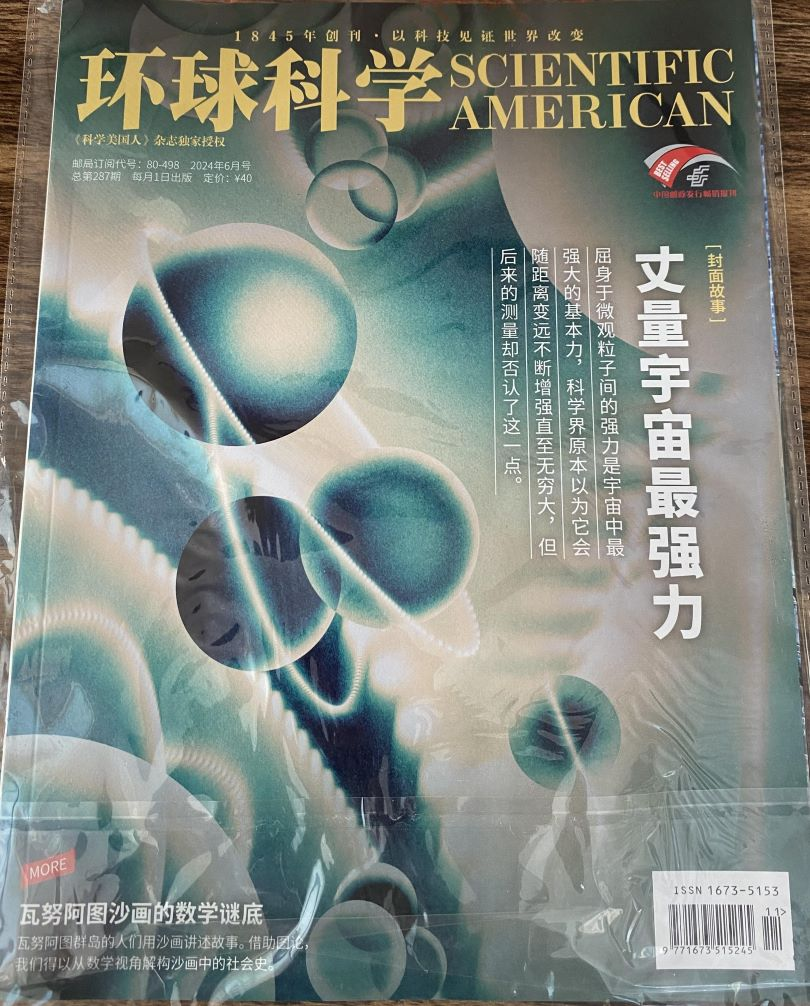 1845年创刊·以科技见证世界改变
环球科学
SCIENTIFIC
AMERICAN
《科学美国人》杂志独家授权
邮局订阅代号：80-498 2024年6月号
总第287期 每月1日出版 定价：¥40
BEST
SELLING
中国邮政发行畅销报刊
［封面故事］
丈量宇宙最强力
屈身于微观粒子间的强力是宇宙中最
强大的基本力，科学界原本以为它会
随距离变远不断增强直至无穷大，但
后来的测量却否认了这一点。
MORE
瓦努阿图沙画的数学谜底
瓦努阿图群岛的人们用沙画讲述故事。借助图论，
我们得以从数学视角解构沙画中的社会史。
ISSN 1673-5153
11>
9 771673 515245